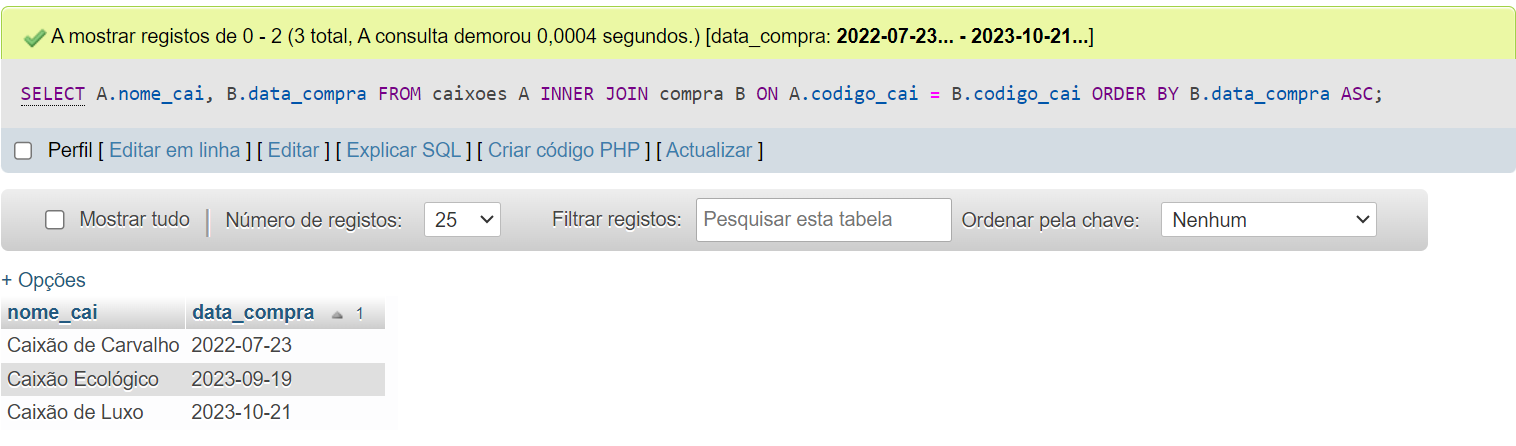 A mostrar registos de 0 - 2 (3 total, A consulta demorou 0,0004 segundos.) [data_compra: 2022-07-23... - 2023-10-21...]
SELECT A.nome_cai, B.data_compra FROM caixoes A INNER JOIN compra B ON A.codigo_cai = B.codigo_cai ORDER BY B.data_compra ASC;
Perfil [ Editar em linha ] [ Editar ] [ Explicar SQL ] [ Criar código PHP ] [ Actualizar ]
Mostrar tudo | Número de registos: 25 Filtrar registos: Pesquisar esta tabela Ordenar pela chave: Nenhum
+ Opções
nome_cai data_compra 1
Caixão de Carvalho 2022-07-23
Caixão Ecológico 2023-09-19
Caixão de Luxo 2023-10-21